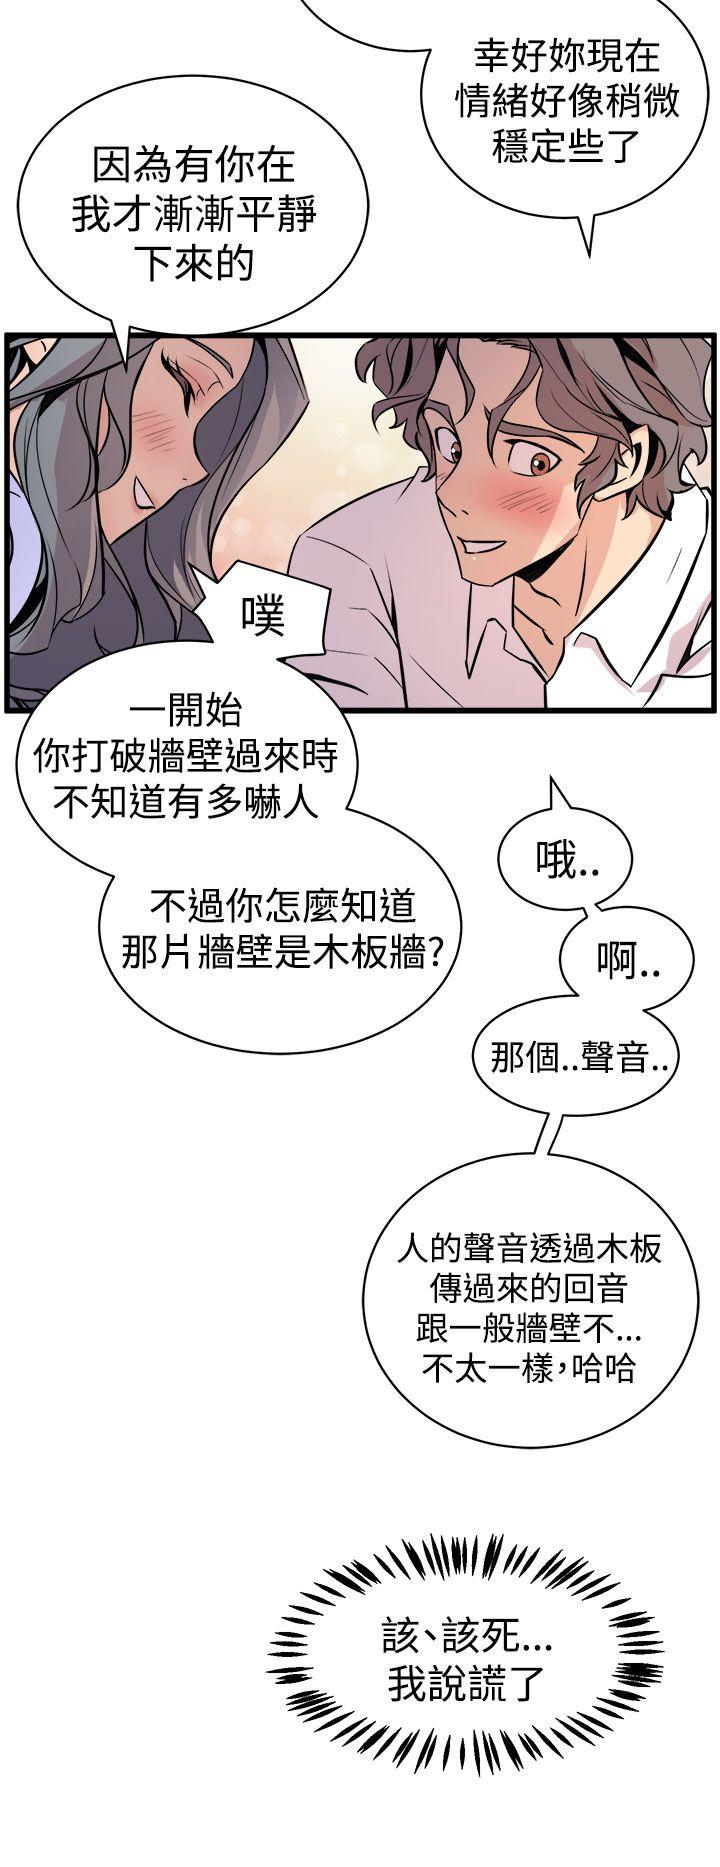 幸好妳現在
情緒好像稍微
穩定些了
因為有你在
我才漸漸平靜
下來的
噗
一開始
你打破牆壁過來時
不知道有多嚇人
不過你怎麼知道
那片牆壁是木板牆?
哦..
啊..
那個..聲音..
人的聲音透過木板
傳過來的回音
跟一般牆壁不...
不太一樣,哈哈
該、該死...
我說謊了